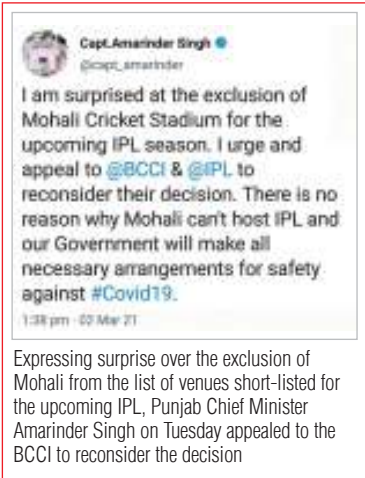 Capt.Amarinder Singh
@capt_amarinder
I am surprised at the exclusion of
Mohali Cricket Stadium for the
upcoming IPL season. I urge and
appeal to @BCCI & @IPL to
reconsider their decision. There is no
reason why Mohali can't host IPL and
our Government will make all
necessary arrangements for safety
against #Covid19.
1:38 pm · 02 Mar 21
Expressing surprise over the exclusion of
Mohali from the list of venues short-listed for
the upcoming IPL, Punjab Chief Minister
Amarinder Singh on Tuesday appealed to the
BCCI to reconsider the decision